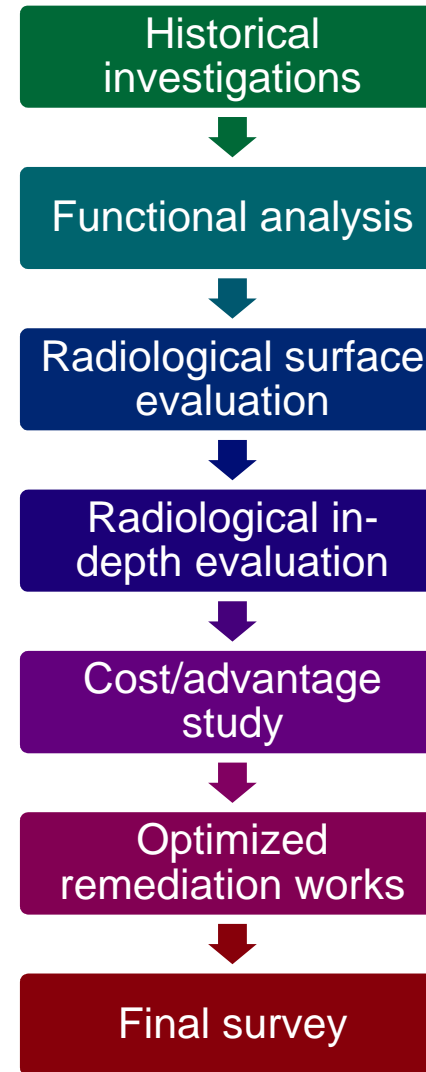 Historical
investigations
Functional analysis
Radiological surface
evaluation
Radiological in-
depth evaluation
Cost/advantage
study
Optimized
remediation works
Final survey